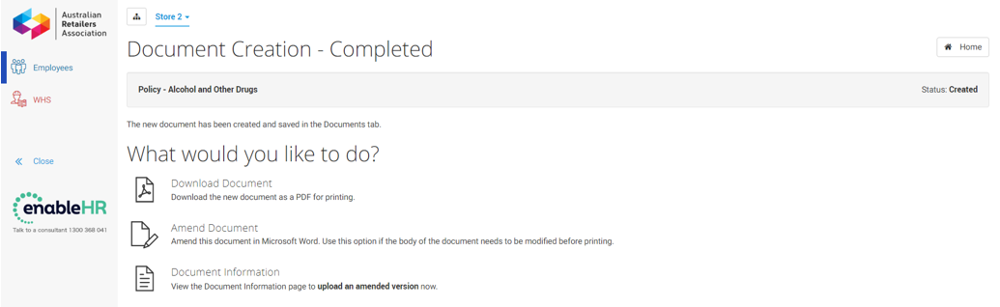 Australian
Retailers
Association
Store 2
Document Creation - Completed
Home
Employees
Policy - Alcohol and Other Drugs
Status: Created
WHS
The new document has been created and saved in the Documents tab.
What would you like to do?
Close
Download Document
Download the new document as a PDF for printing.
enableHR
Talk to a consultant 1300 368 041
Amend Document
Amend this document in Microsoft Word. Use this option if the body of the document needs to be modified before printing.
Document Information
View the Document Information page to upload an amended version now.